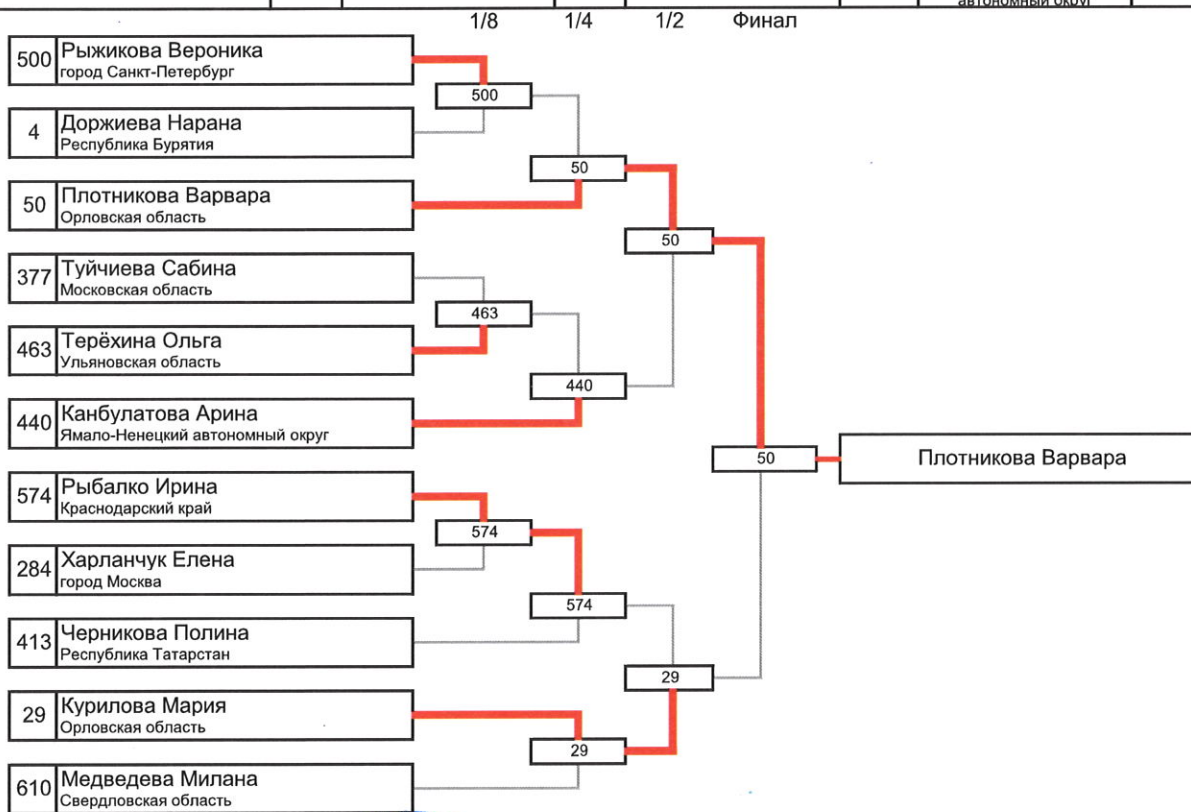 автономный округ
1/8 1/4 1/2 Финал
500 Рыжикова Вероника
город Санкт-Петербург
500
4 Доржиева Нарана
Республика Бурятия
50
50 Плотникова Варвара
Орловская область
50
377 Туйчиева Сабина
Московская область
463
463 Терёхина Ольга
Ульяновская область
440
440 Канбулатова Арина
Ямало-Ненецкий автономный округ
50 Плотникова Варвара
574 Рыбалко Ирина
Краснодарский край
574
284 Харланчук Елена
город Москва
574
413 Черникова Полина
Республика Татарстан
29
29 Курилова Мария
Орловская область
29
610 Медведева Милана
Свердловская область